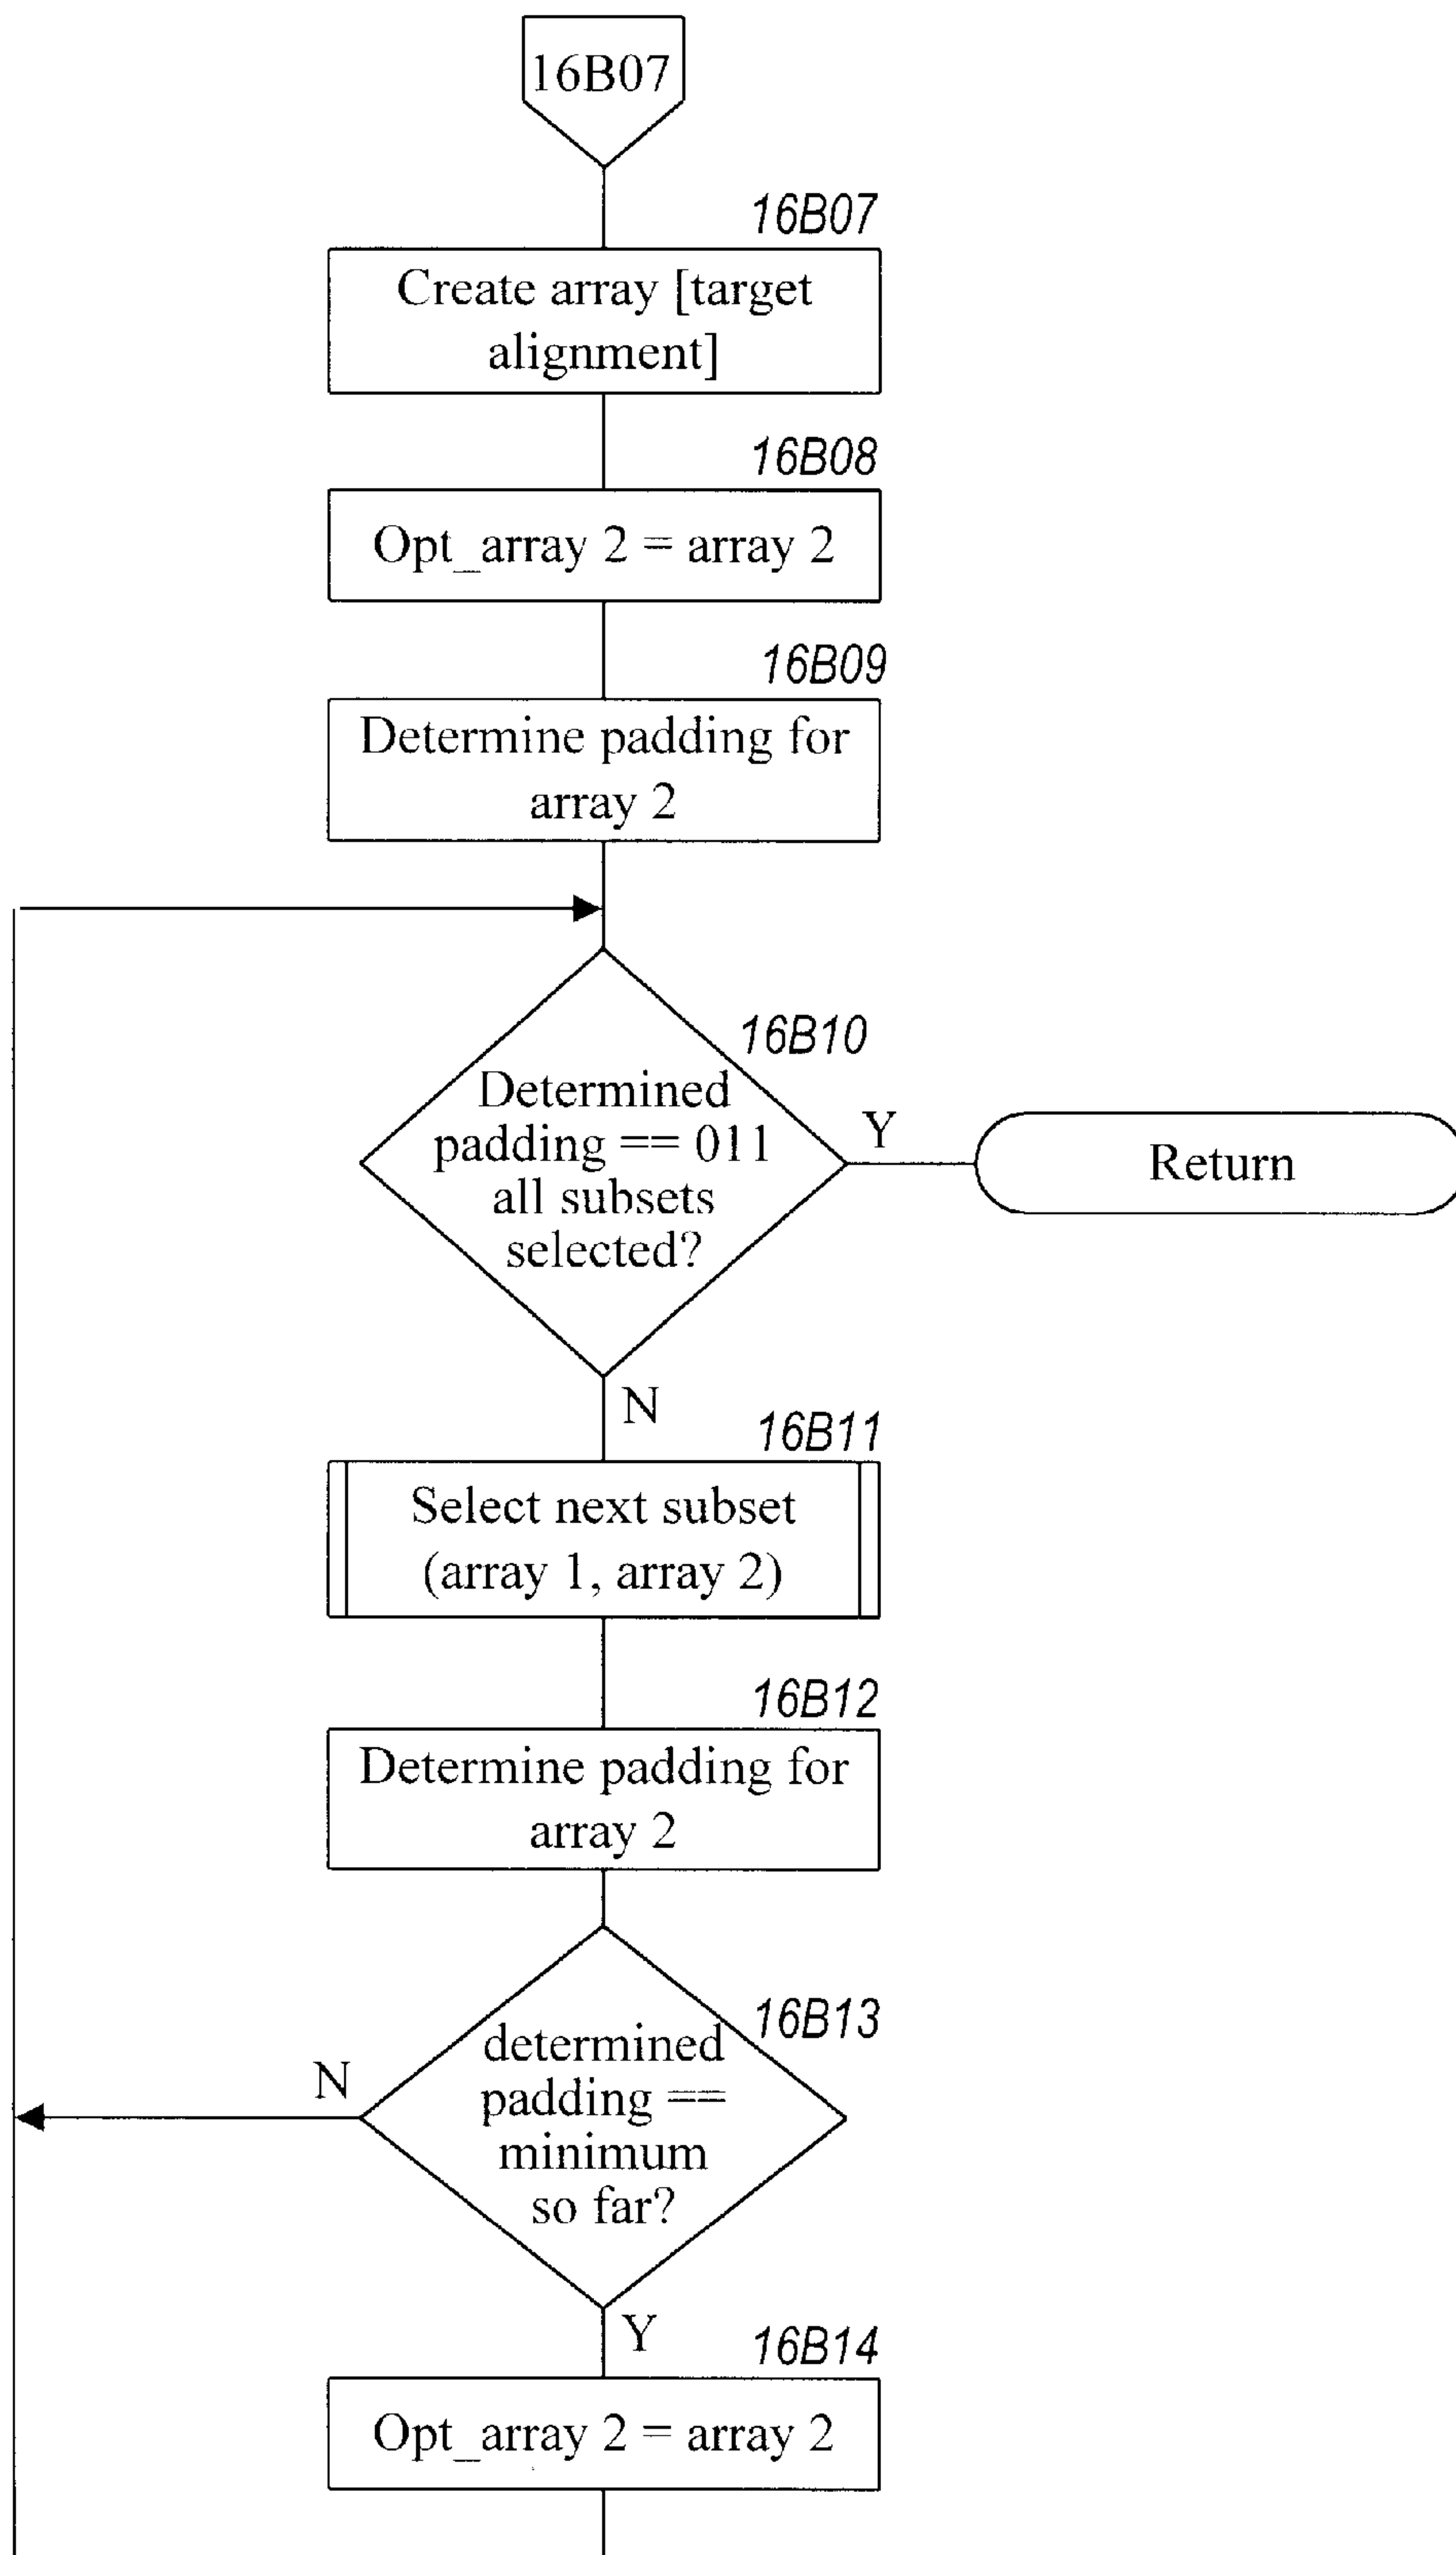 16B07
16B07
Create array [target
alignment]
16B08
Opt_array 2 = array 2
16B09
Determine padding for
array 2
16B10
Determined
padding == 011
all subsets
selected?
Y
Return
N
16B11
Select next subset
(array 1, array 2)
16B12
Determine padding for
array 2
16B13
determined
padding ==
minimum
so far?
N
Y
16B14
Opt_array 2 = array 2